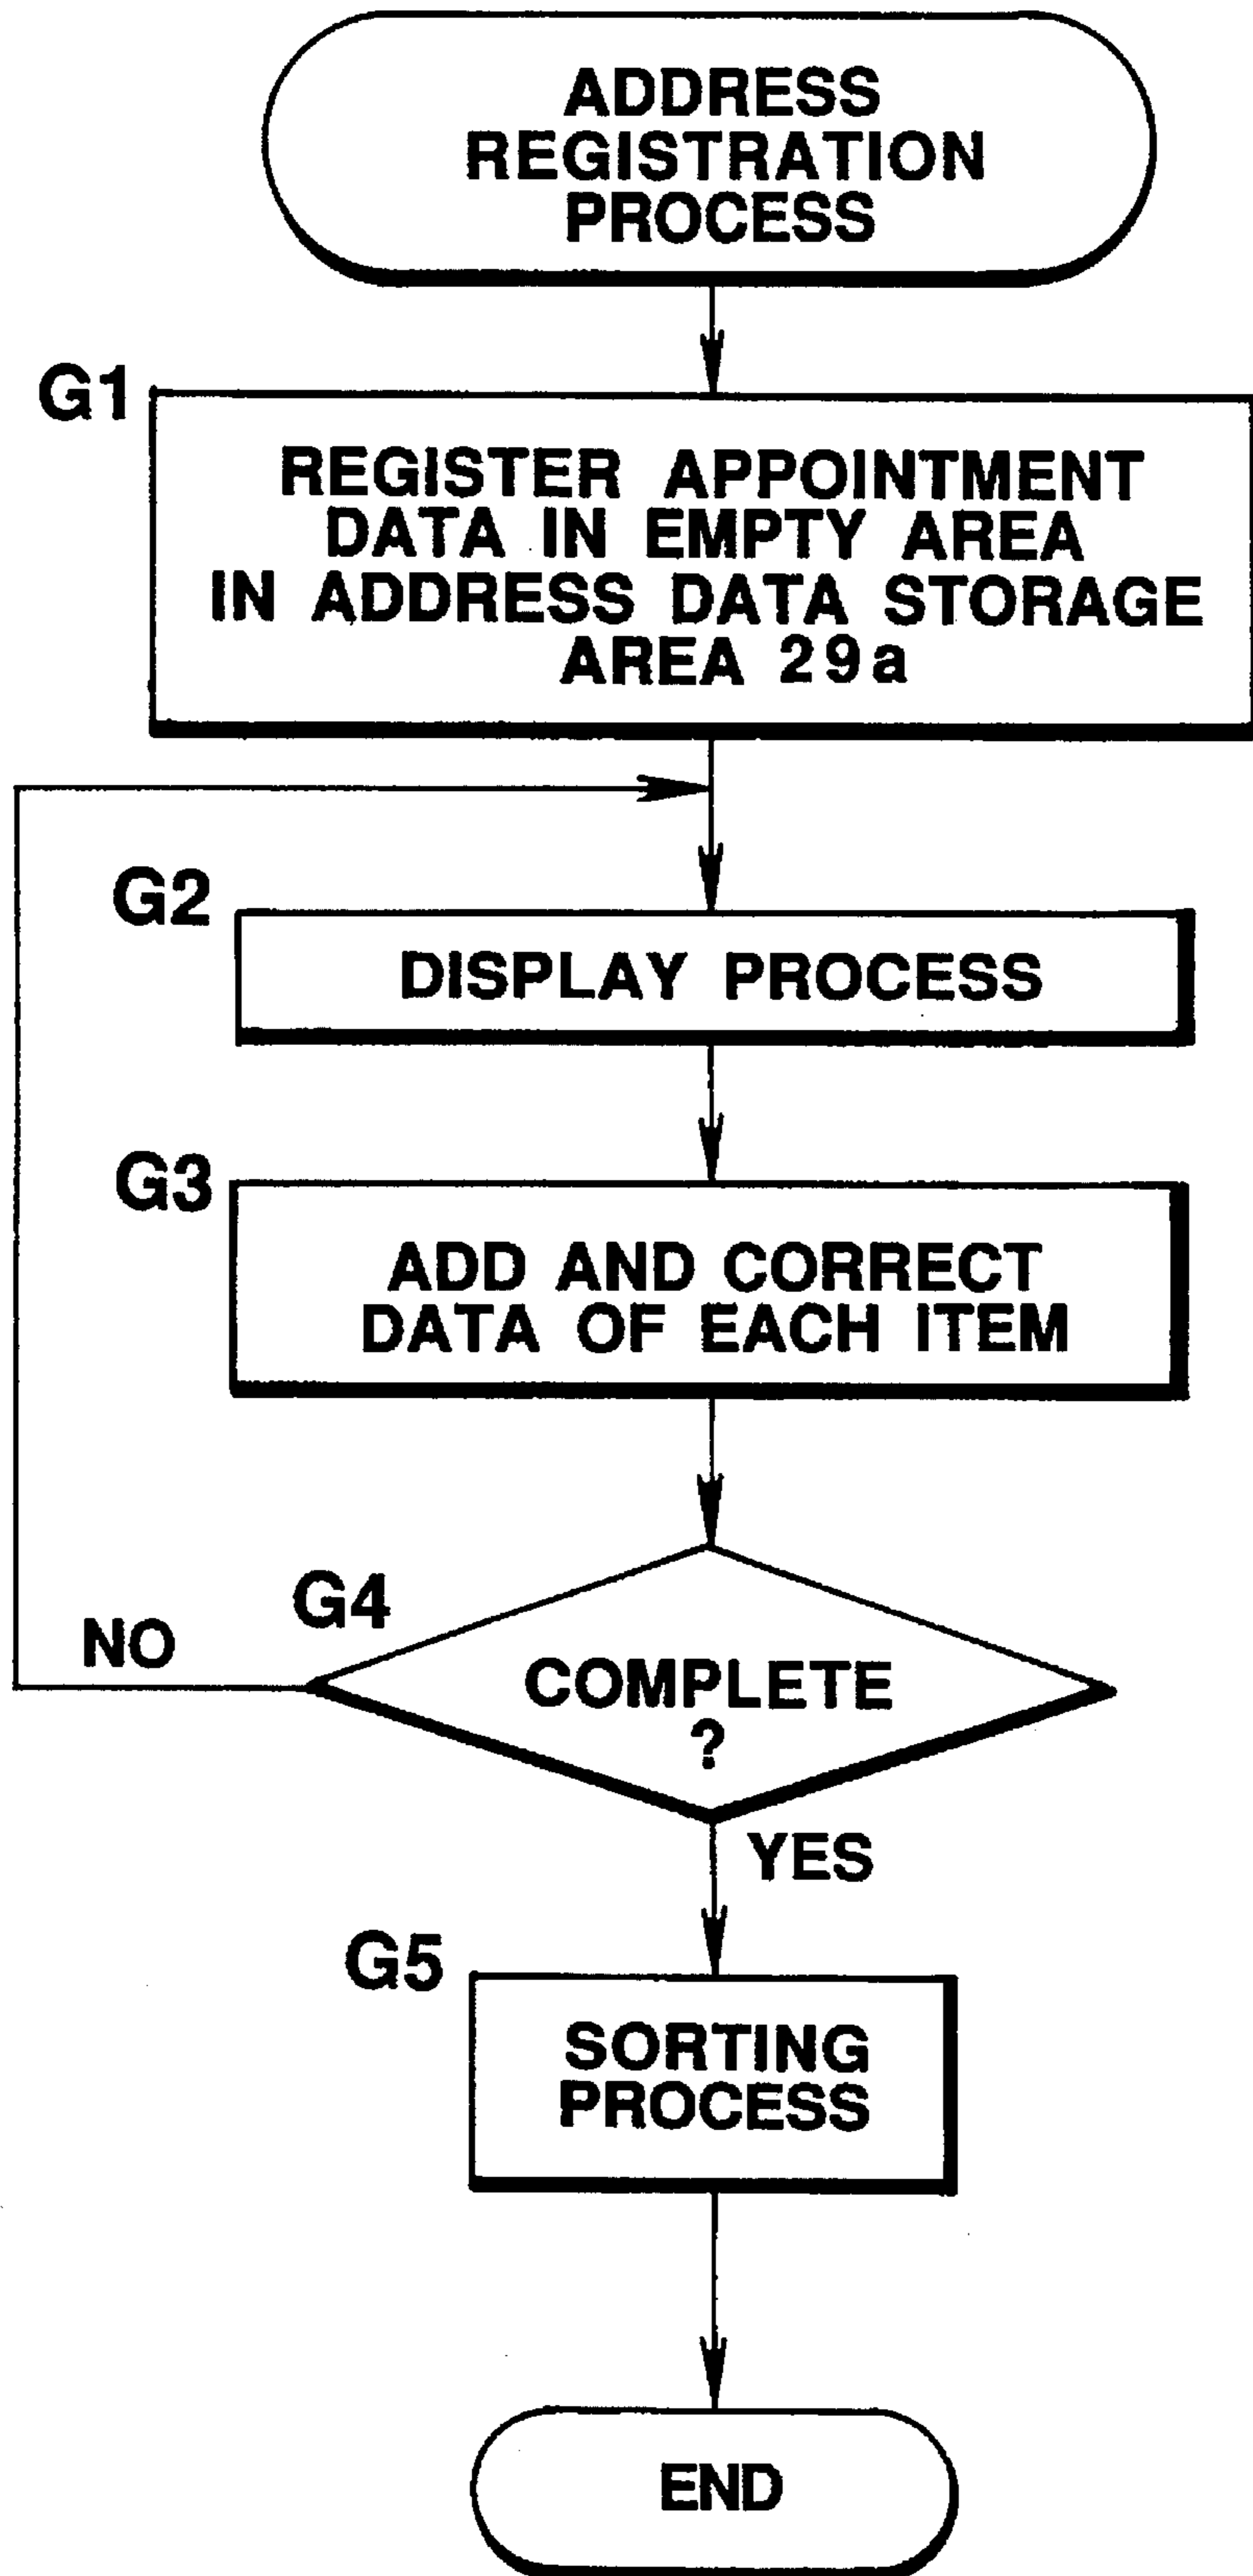 ADDRESS
REGISTRATION
PROCESS
G1
REGISTER APPOINTMENT
DATA IN EMPTY AREA
IN ADDRESS DATA STORAGE
AREA 29a
G2
DISPLAY PROCESS
G3
ADD AND CORRECT
DATA OF EACH ITEM
G4
NO
COMPLETE
?
YES
G5
SORTING
PROCESS
END